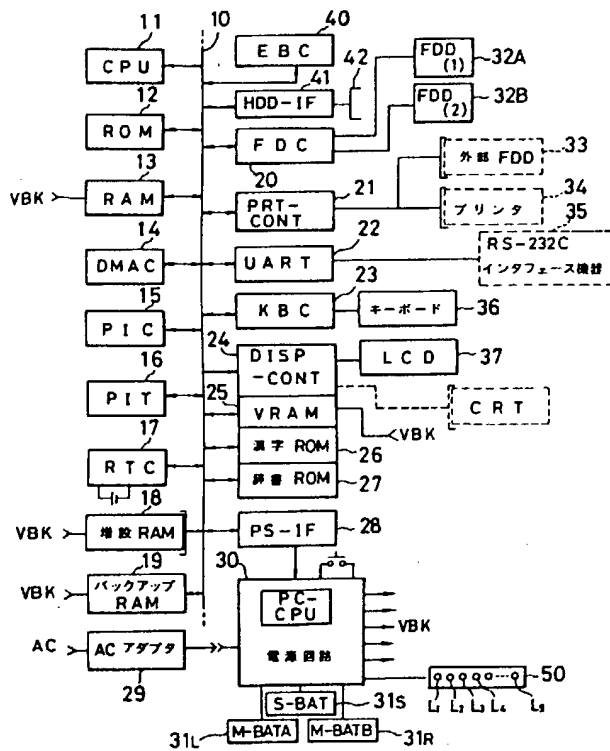 11
CPU
10
EBC
40
FDD
(1)
32A
12
ROM
HDD-IF
41
42
FDD
(2)
32B
13
VBK
RAM
FDC
20
外部 FDD
33
PRT-
CONT
21
プリンタ
34
14
DMAC
UART
22
RS-232C
インタフェース機器
35
15
PIC
KBC
23
キーボード
36
16
PIT
24
DISP
-CONT
LCD
37
25
VRAM
VBK
CRT
17
RTC
漢字 ROM
26
辞書 ROM
27
18
VBK
増設 RAM
PS-IF
28
19
VBK
バックアップ
RAM
30
PC-
CPU
VBK
AC
AC アダプタ
29
電源回路
50
L1 L2 L3 L4 L5
S-BAT
31S
31L
M-BATA
M-BATB
31R